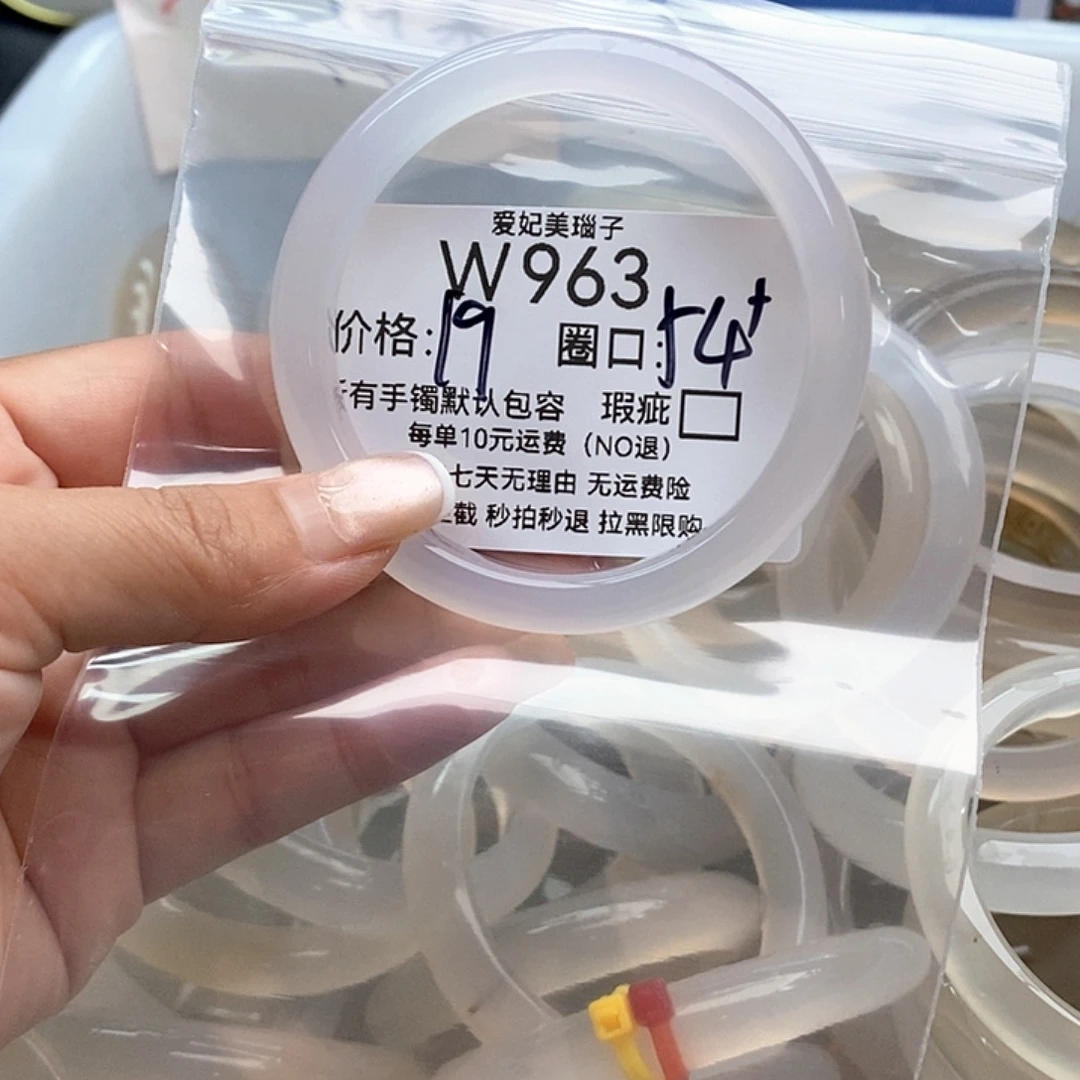 爱妃美瑙子
W963
价格:19 圈口:54+
有手镯默认包容 瑕疵
每单10元运费（NO退）
七天无理由 无运费险
截 秒拍秒退 拉黑限购